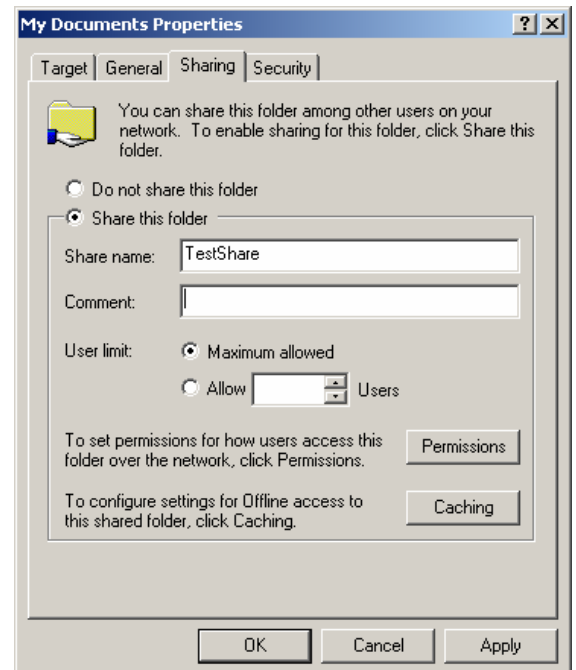 My Documents Properties
Target General Sharing Security
You can share this folder among other users on your
network. To enable sharing for this folder, click Share this
folder.
Do not share this folder
Share this folder
Share name: TestShare
Comment:
User limit: Maximum allowed
Allow Users
To set permissions for how users access this
folder over the network, click Permissions.
Permissions
To configure settings for Offline access to
this shared folder, click Caching.
Caching
OK Cancel Apply